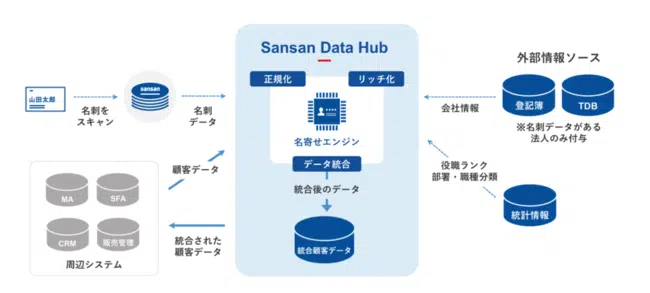 Sansan Data Hub
正規化
リッチ化
名寄せエンジン
データ統合
統合後のデータ
統合顧客データ
山田太郎
名刺を
スキャン
sansan
名刺
データ
顧客データ
MA
SFA
CRM
販売管理
周辺システム
統合された
顧客データ
外部情報ソース
登記簿
TDB
※名刺データがある
法人のみ付与
会社情報
役職ランク
部署・職種分類
統計情報